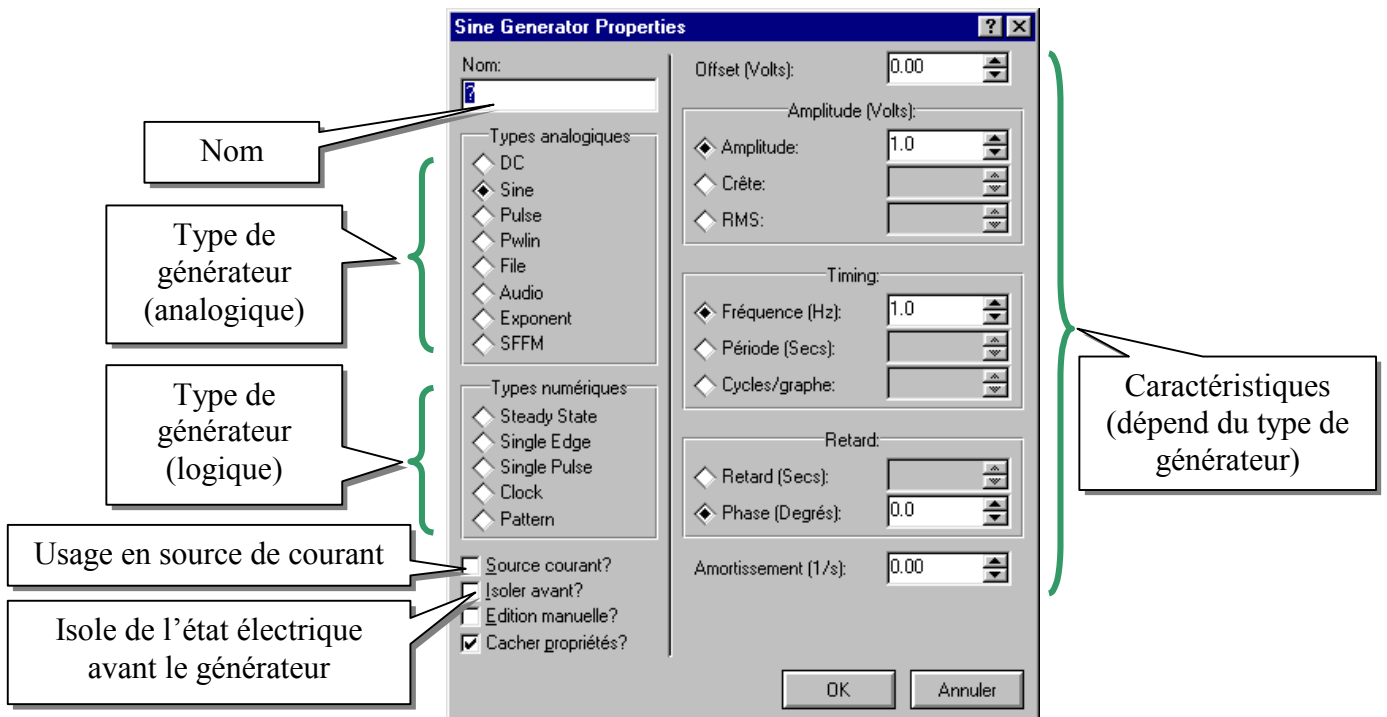 Sine Generator Properties
Nom:
?
Types analogiques
DC
Sine
Pulse
Pwlin
File
Audio
Exponent
SFFM
Types numériques
Steady State
Single Edge
Single Pulse
Clock
Pattern
Source courant?
Isoler avant?
Edition manuelle?
Cacher propriétés?
Offset (Volts):
0.00
Amplitude (Volts):
Amplitude:
1.0
Crête:
RMS:
Timing:
Fréquence (Hz):
1.0
Période (Secs):
Cycles/graphe:
Retard:
Retard (Secs):
Phase (Degrés):
0.0
Amortissement (1/s):
0.00
OK
Annuler
Nom
Type de
générateur
(analogique)
Type de
générateur
(logique)
Usage en source de courant
Isole de l’état électrique
avant le générateur
Caractéristiques
(dépend du type de
générateur)